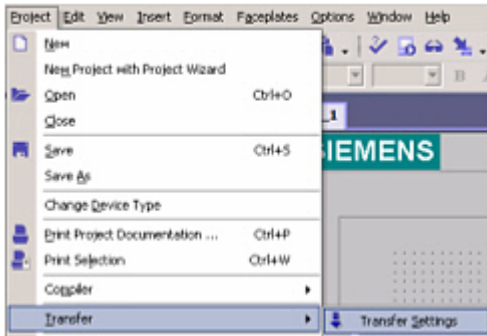 Project Edit View Insert Format Faceplates Options Window Help
New
New Project with Project Wizard
Open Ctrl+O
Close
_1
Save Ctrl+S
SIEMENS
Save As
Change Device Type
Print Project Documentation ... Ctrl+P
Print Selection Ctrl+W
Compiler
Transfer
Transfer Settings